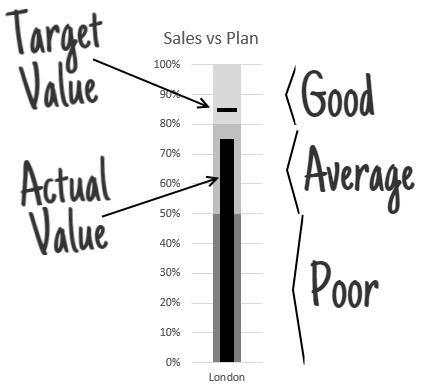 Target
Value
Sales vs Plan
100%
90%
80%
70%
60%
50%
40%
30%
20%
10%
0%
London
Actual
Value
Good
Average
Poor